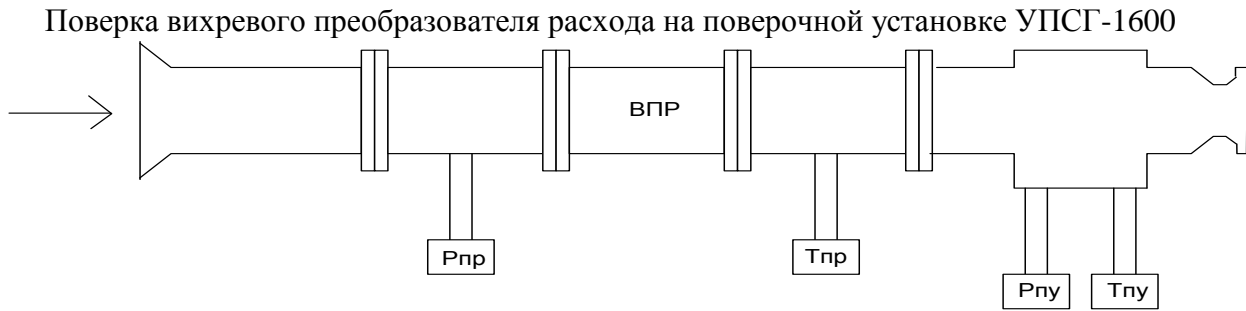 Поверка вихревого преобразователя расхода на поверочной установке УПСГ-1600
ВПР
Рпр
Тпр
Рпу
Тпу